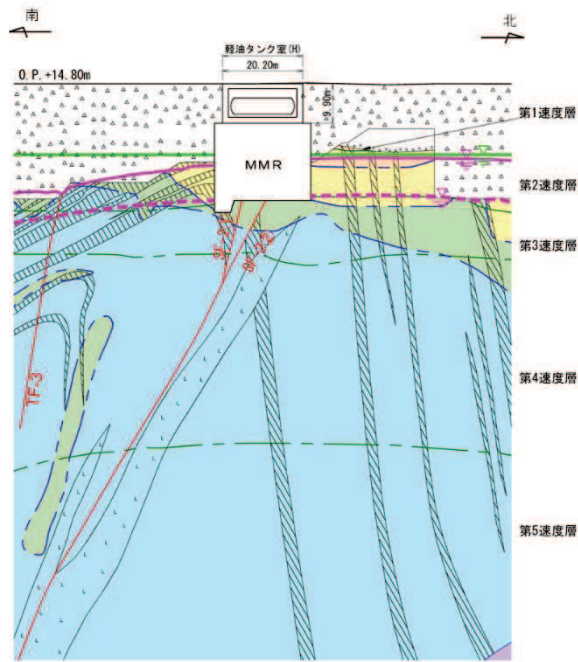 南
北
軽油タンク室(H)
20.20m
O.P.+14.80m
9.90m
第1速度層
MMR
第2速度層
第3速度層
TF-3
第4速度層
第5速度層